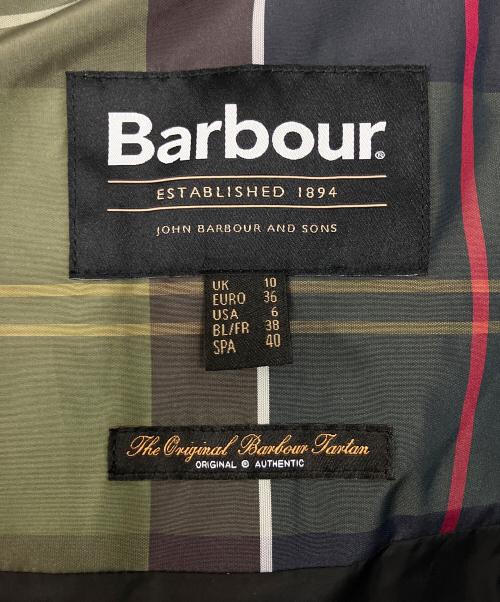 Barbour®
ESTABLISHED 1894
JOHN BARBOUR AND SONS
UK 10
EURO 36
USA 6
BL/FR 38
SPA 40
The Original Barbour Tartan
ORIGINAL ® AUTHENTIC